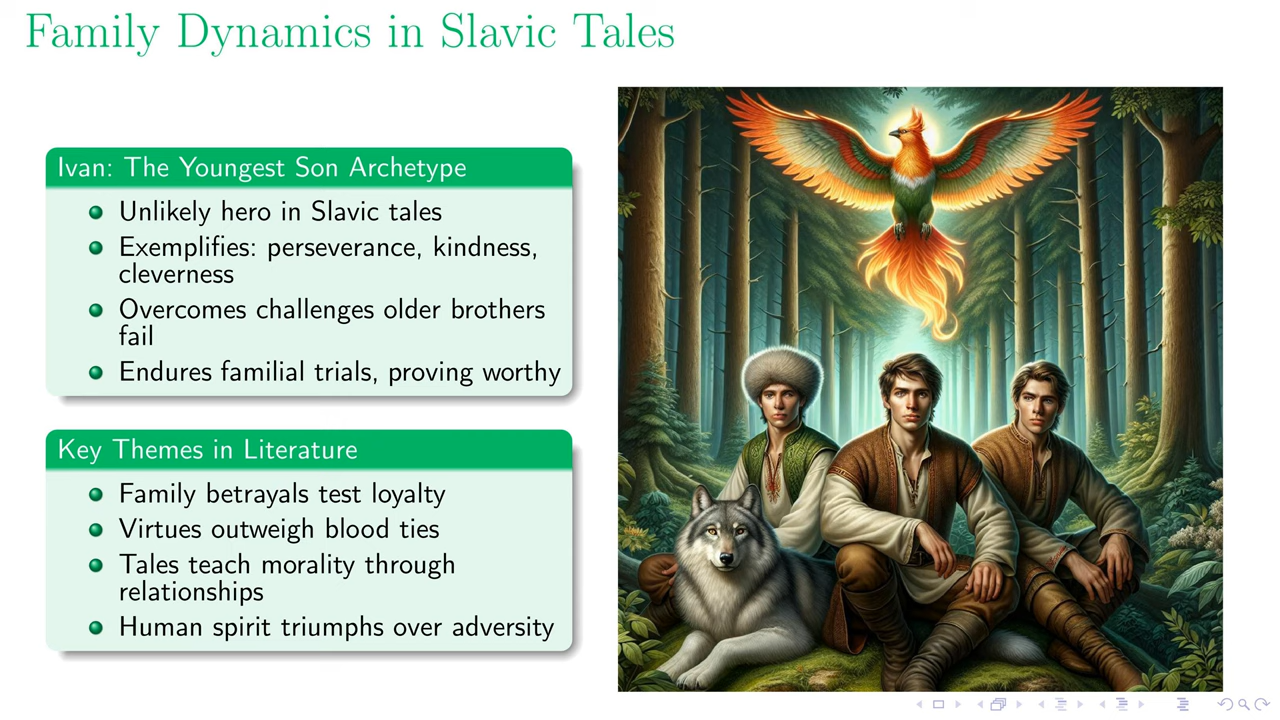 Family Dynamics in Slavic Tales
Ivan: The Youngest Son Archetype
Unlikely hero in Slavic tales
Exemplifies: perseverance, kindness,
cleverness
Overcomes challenges older brothers
fail
Endures familial trials, proving worthy
Key Themes in Literature
Family betrayals test loyalty
Virtues outweigh blood ties
Tales teach morality through
relationships
Human spirit triumphs over adversity